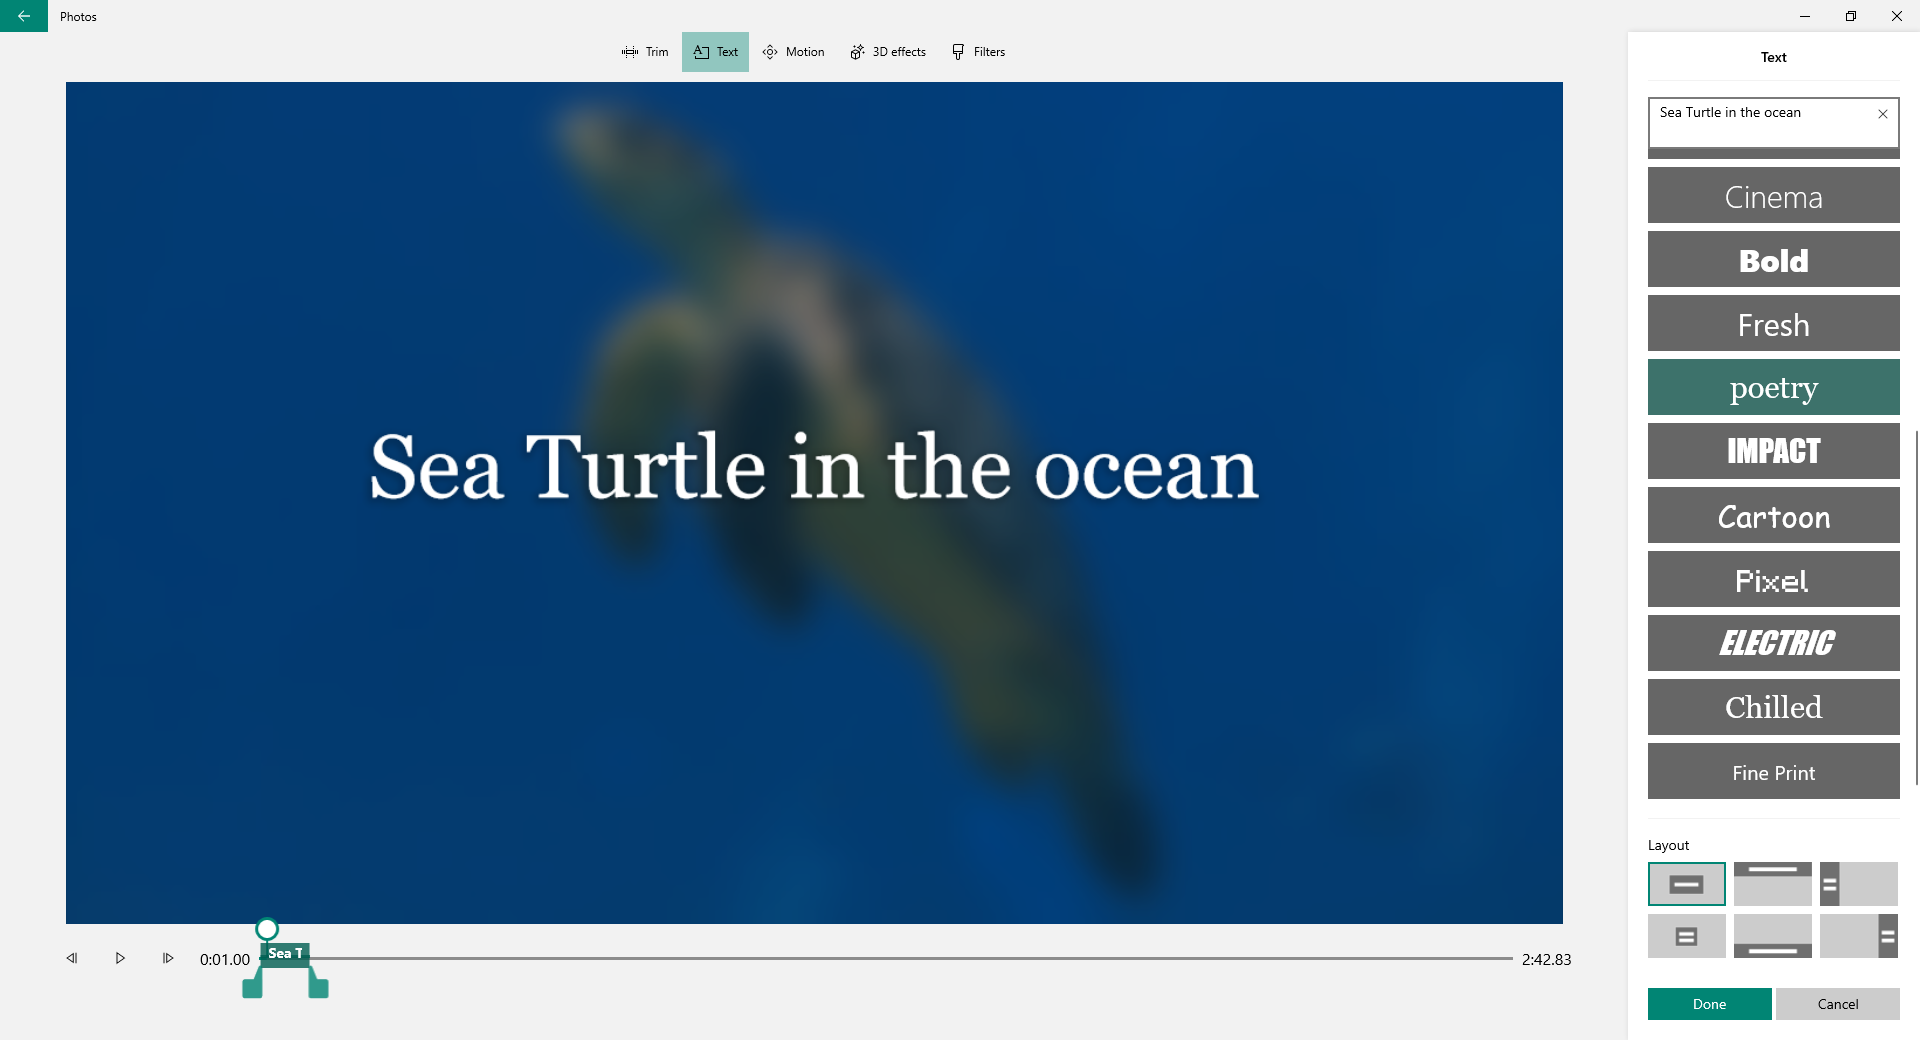 Photos
Trim
Text
Motion
3D effects
Filters
Text
Sea Turtle in the ocean
Cinema
Bold
Fresh
poetry
IMPACT
Cartoon
Pixel
ELECTRIC
Chilled
Fine Print
Sea Turtle in the ocean
Layout
0:01.00
Sea T
2:42.83
Done
Cancel